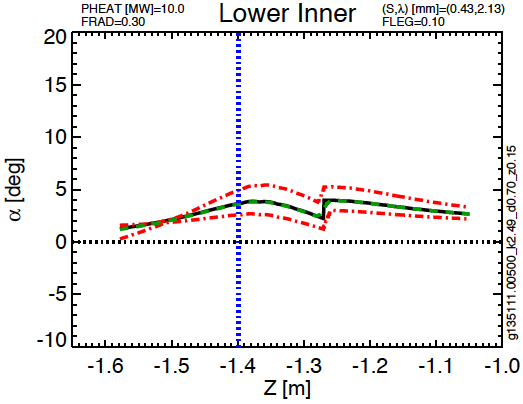 PHEAT [MW]=10.0
FRAD=0.30
Lower Inner
(S,λ) [mm]=(0.43,2.13)
FLEG=0.10
20
15
10
5
0
-5
-10
α [deg]
-1.6 -1.5 -1.4 -1.3 -1.2 -1.1 -1.0
Z [m]
g135111.00500_k2.49_d0.70_z0.15